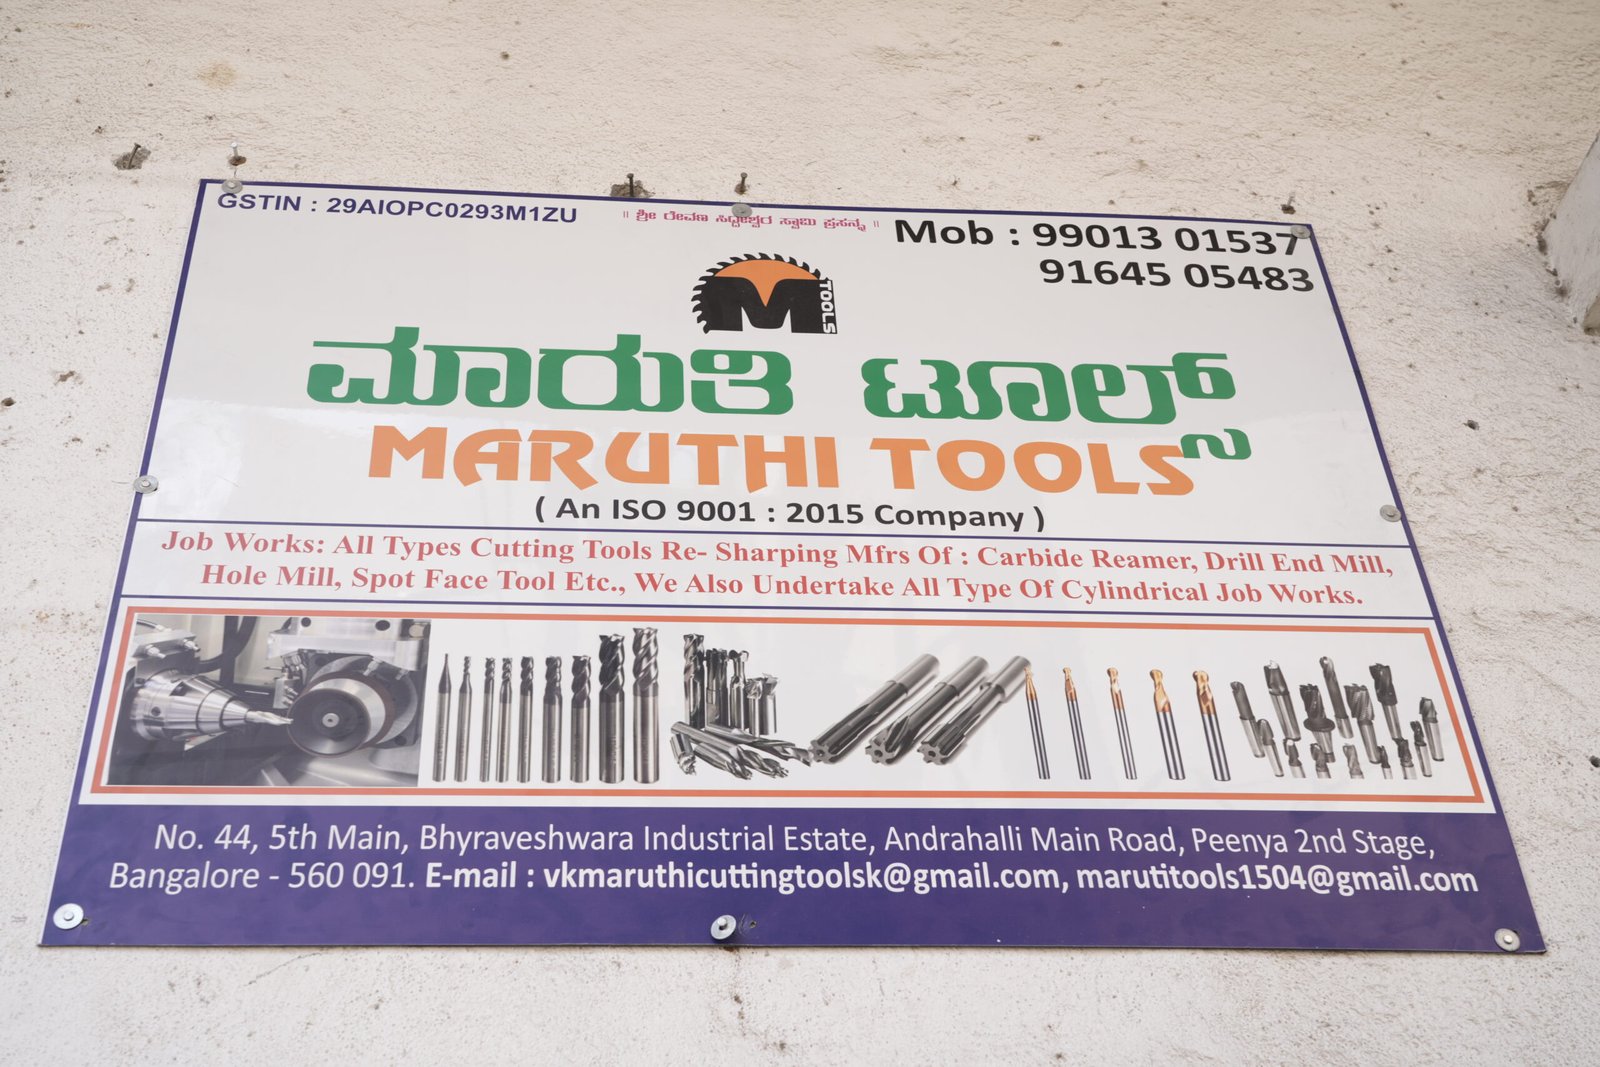 GSTIN : 29AIOPC0293M1ZU
॥ ಶ್ರೀ ರೇವಣ ಸಿದ್ದೇಶ್ವರ ಸ್ವಾಮಿ ಪ್ರಸನ್ನ ॥
Mob : 99013 01537
91645 05483
M TOOLS
ಮಾರುತಿ ಟೂಲ್ಸ್
MARUTHI TOOLS
( An ISO 9001 : 2015 Company )
Job Works: All Types Cutting Tools Re- Sharping Mfrs Of : Carbide Reamer, Drill End Mill,
Hole Mill, Spot Face Tool Etc., We Also Undertake All Type Of Cylindrical Job Works.
No. 44, 5th Main, Bhyraveshwara Industrial Estate, Andrahalli Main Road, Peenya 2nd Stage,
Bangalore - 560 091. E-mail : vkmaruthicuttingtoolsk@gmail.com, marutitools1504@gmail.com